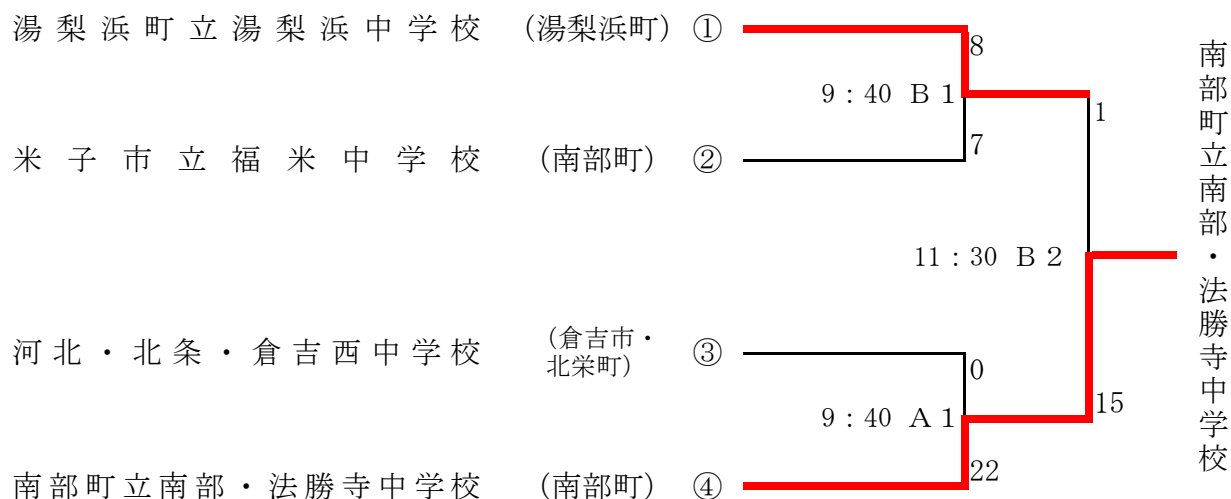 湯梨浜町立湯梨浜中学校 (湯梨浜町) ①
8
9:40 B1
1
7
米子市立福米中学校 (南部町) ②
11:30 B2
南部町立南部・法勝寺中学校
河北・北条・倉吉西中学校 (倉吉市・
北栄町) ③
0
9:40 A1
15
22
南部町立南部・法勝寺中学校 (南部町) ④